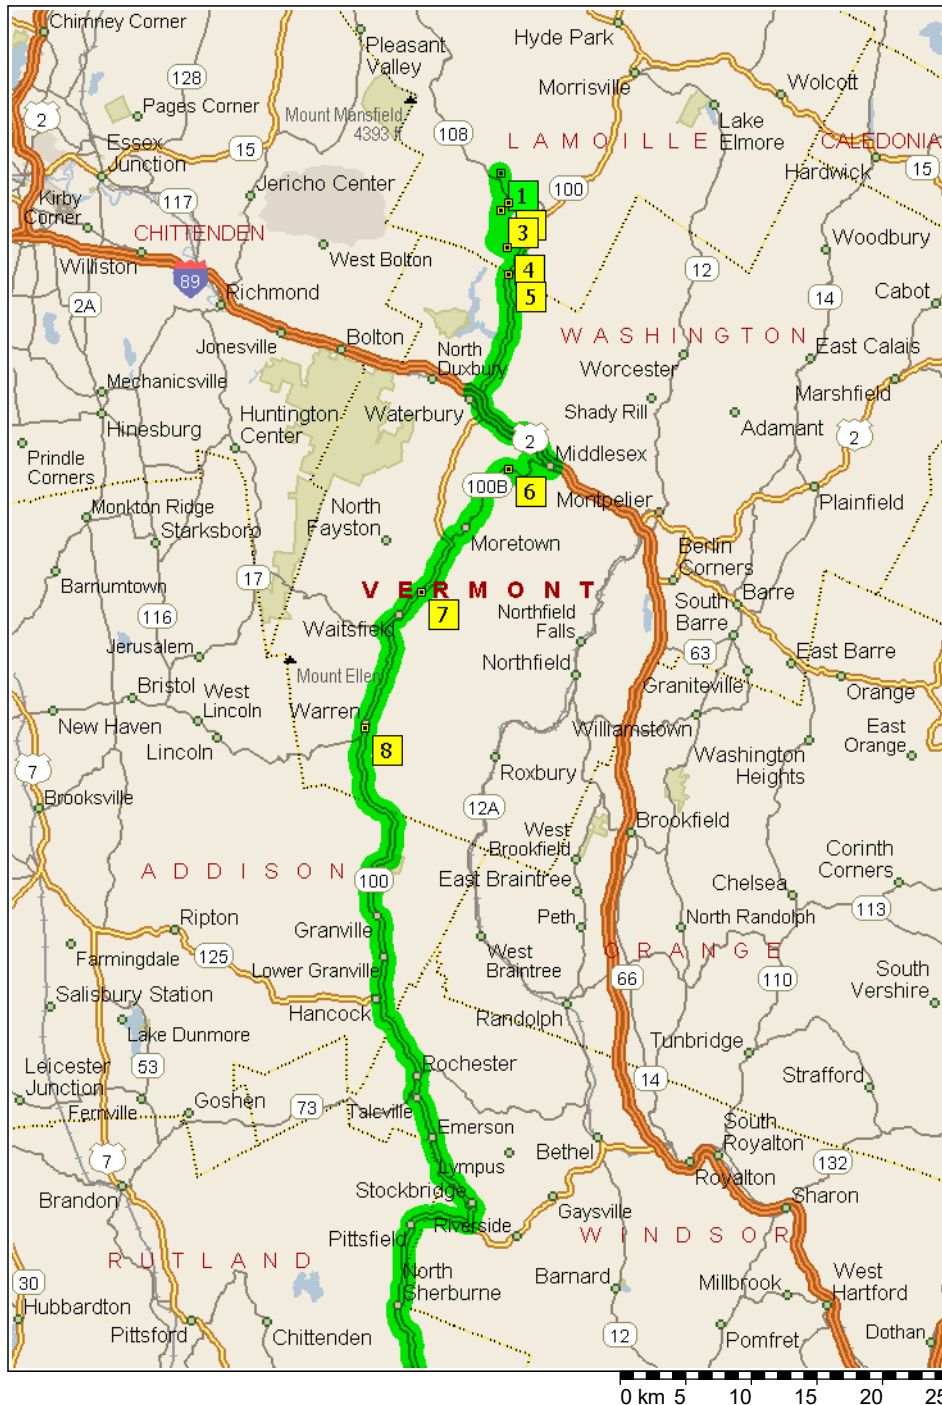 Chimney Corner
Pleasant
Valley
Hyde Park
Morrisville
Wolcott
128
Pages Corner
2
Mount Mansfield
4393 ft
108
LAMOILLE
Lake
Elmore
CALEDONIA
Essex
Junction
15
Hardwick
15
Jericho Center
117
Kirby
Corner
100
1
CHITTENDEN
3
Woodbury
Williston
West Bolton
4
12
89
Richmond
5
14
Cabot
2A
WASHINGTON
Jonesville
Bolton
North
Duxbury
Worcester
East Calais
Mechanicsville
Marshfield
Huntington
Center
Waterbury
Shady Rill
Hinesburg
Adamant
2
2
Prindle
Corners
Middlesex
100B
6
Montpelier
Plainfield
Monkton Ridge
Starksboro
North
Fayston
Moretown
Berlin
Corners
Barnumtown
17
VERMONT
South
Barre
Barre
116
7
Northfield
Falls
Waitsfield
Jerusalem
63
East Barre
Northfield
Mount Ellen
Graniteville
Orange
Bristol
West
Lincoln
Warren
New Haven
Williamstown
East
Orange
Lincoln
8
Washington
Heights
7
Roxbury
Brooksville
12A
West
Brookfield
Brookfield
Corinth
Corners
ADDISON
100
East Braintree
Chelsea
113
Ripton
Granville
Peth
North Randolph
125
Farmingdale
West
Braintree
ORANGE
Lower Granville
66
110
South
Vershire
Salisbury Station
Hancock
Randolph
Lake Dunmore
Tunbridge
Leicester
Junction
53
Rochester
14
Strafford
Fernville
Goshen
73
Talcville
Emerson
South
Royalton
Bethel
7
Lympus
132
Royalton
Brandon
Stockbridge
Sharon
Gaysville
Pittsfield
Riverside
WINDSOR
RUTLAND
North
Sherburne
Barnard
Millbrook
West
Hartford
30
Hubbardton
Pittsford
Chittenden
12
Pomfret
Dothan
0 km 5 10 15 20 25